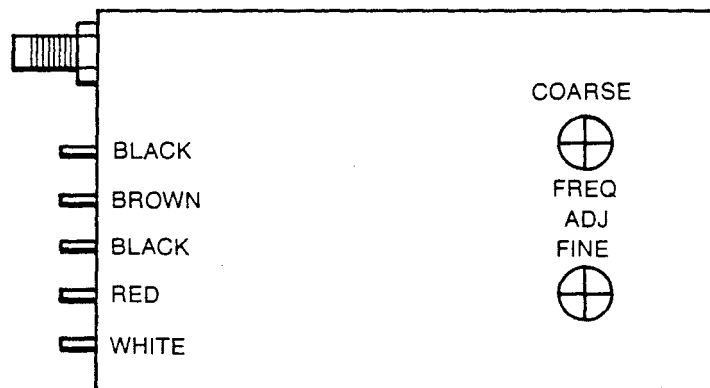 COARSE
BLACK
FREQ
BROWN
ADJ
BLACK
FINE
RED
WHITE